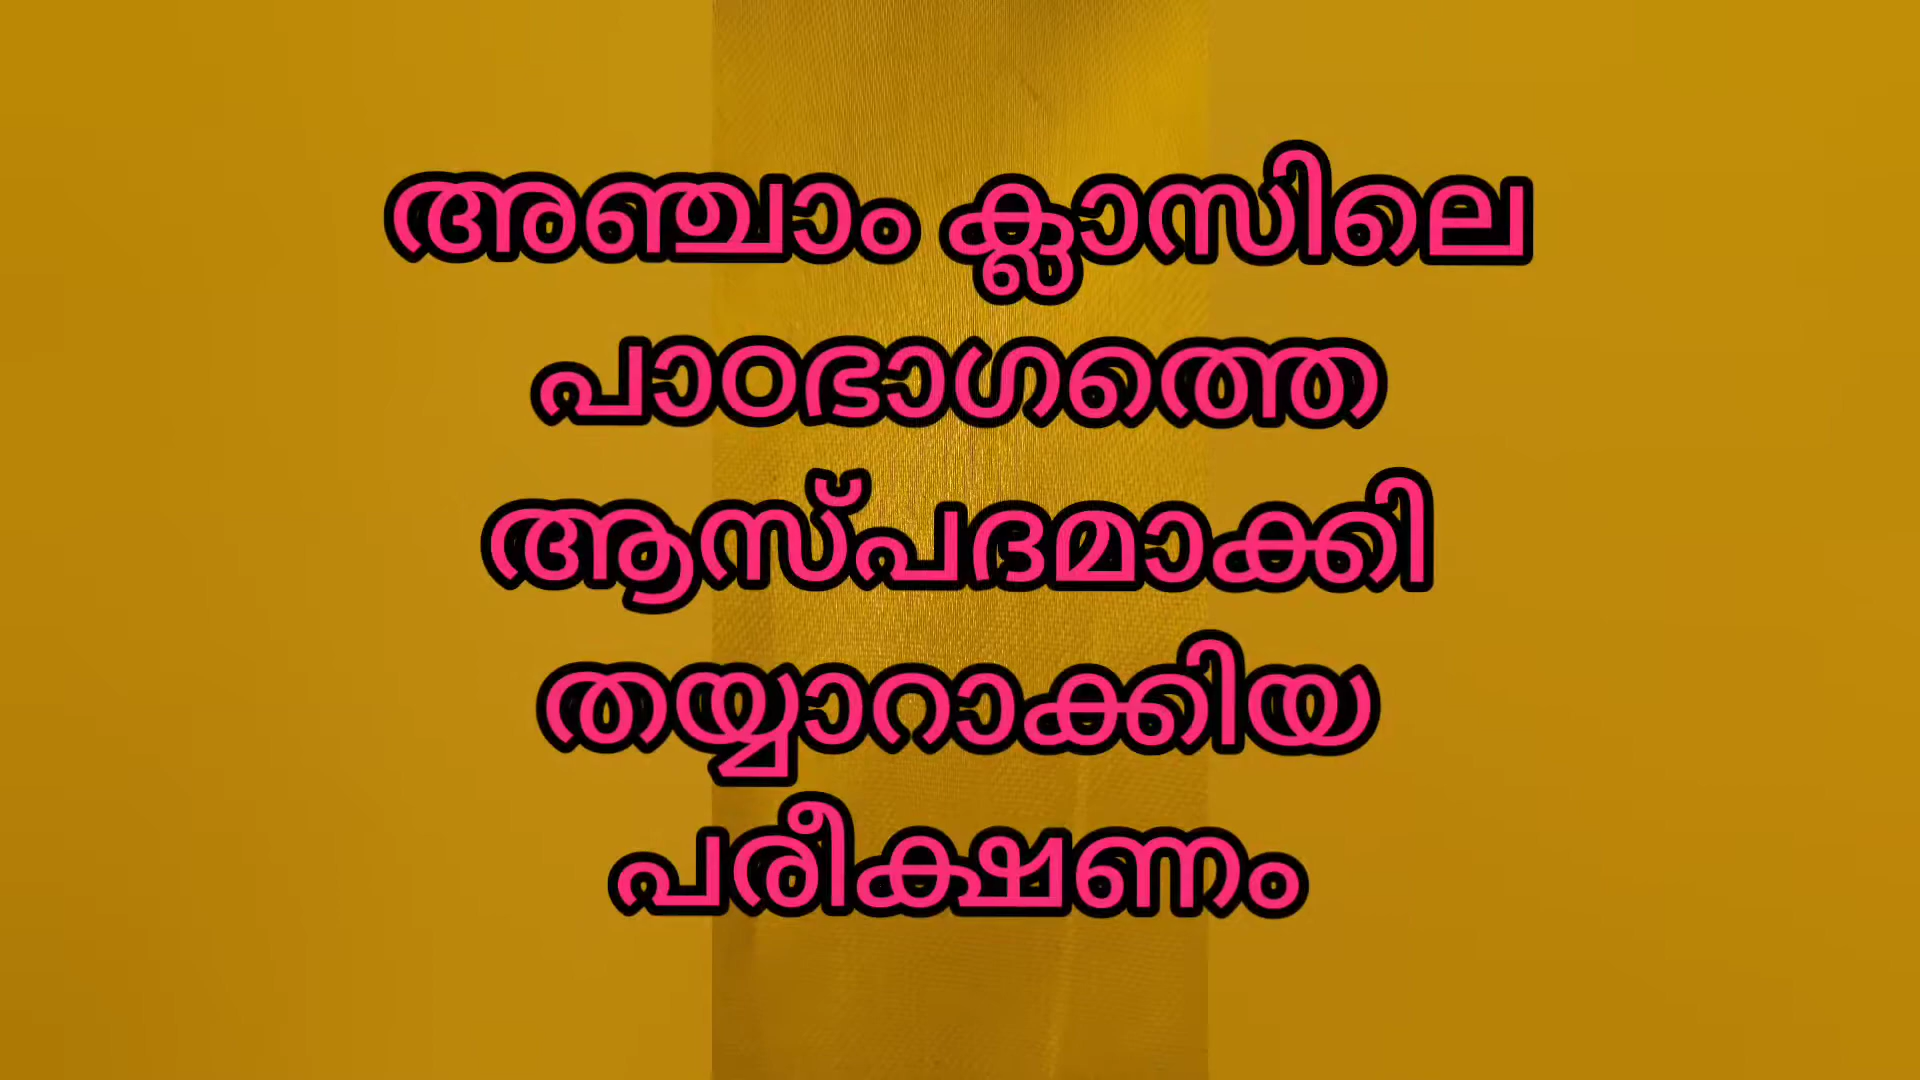 അഞ്ചാം ക്ലാസിലെ
പാഠഭാഗത്തെ
ആസ്പദമാക്കി
തയ്യാറാക്കിയ
പരീക്ഷണം